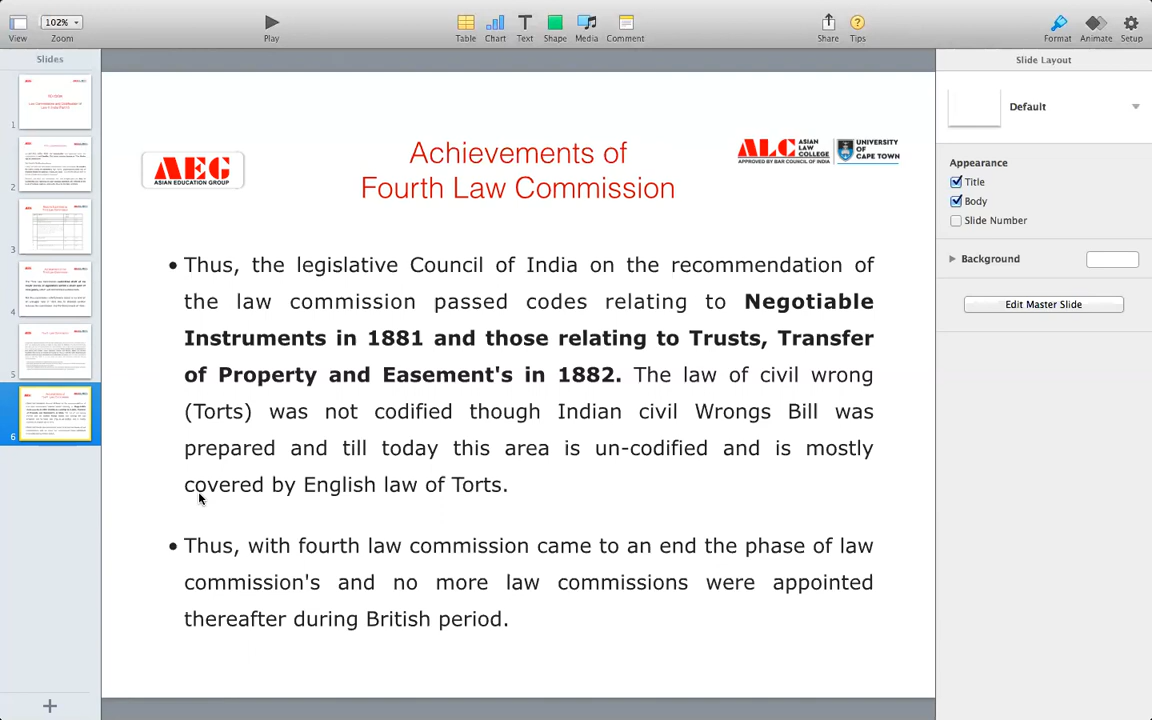 102%
View
Zoom
Play
Table
Chart
Text
Shape
Media
Comment
Share
Tips
Format
Animate
Setup
Slides
Slide Layout
1
2
3
4
5
6
AEG
ASIAN EDUCATION GROUP
Achievements of
Fourth Law Commission
ALC ASIAN LAW COLLEGE
APPROVED BY BAR COUNCIL OF INDIA
UNIVERSITY OF CAPE TOWN
• Thus, the legislative Council of India on the recommendation of
the law commission passed codes relating to Negotiable
Instruments in 1881 and those relating to Trusts, Transfer
of Property and Easement's in 1882. The law of civil wrong
(Torts) was not codified though Indian civil Wrongs Bill was
prepared and till today this area is un-codified and is mostly
covered by English law of Torts.
• Thus, with fourth law commission came to an end the phase of law
commission's and no more law commissions were appointed
thereafter during British period.
Default
Appearance
Title
Body
Slide Number
Background
Edit Master Slide